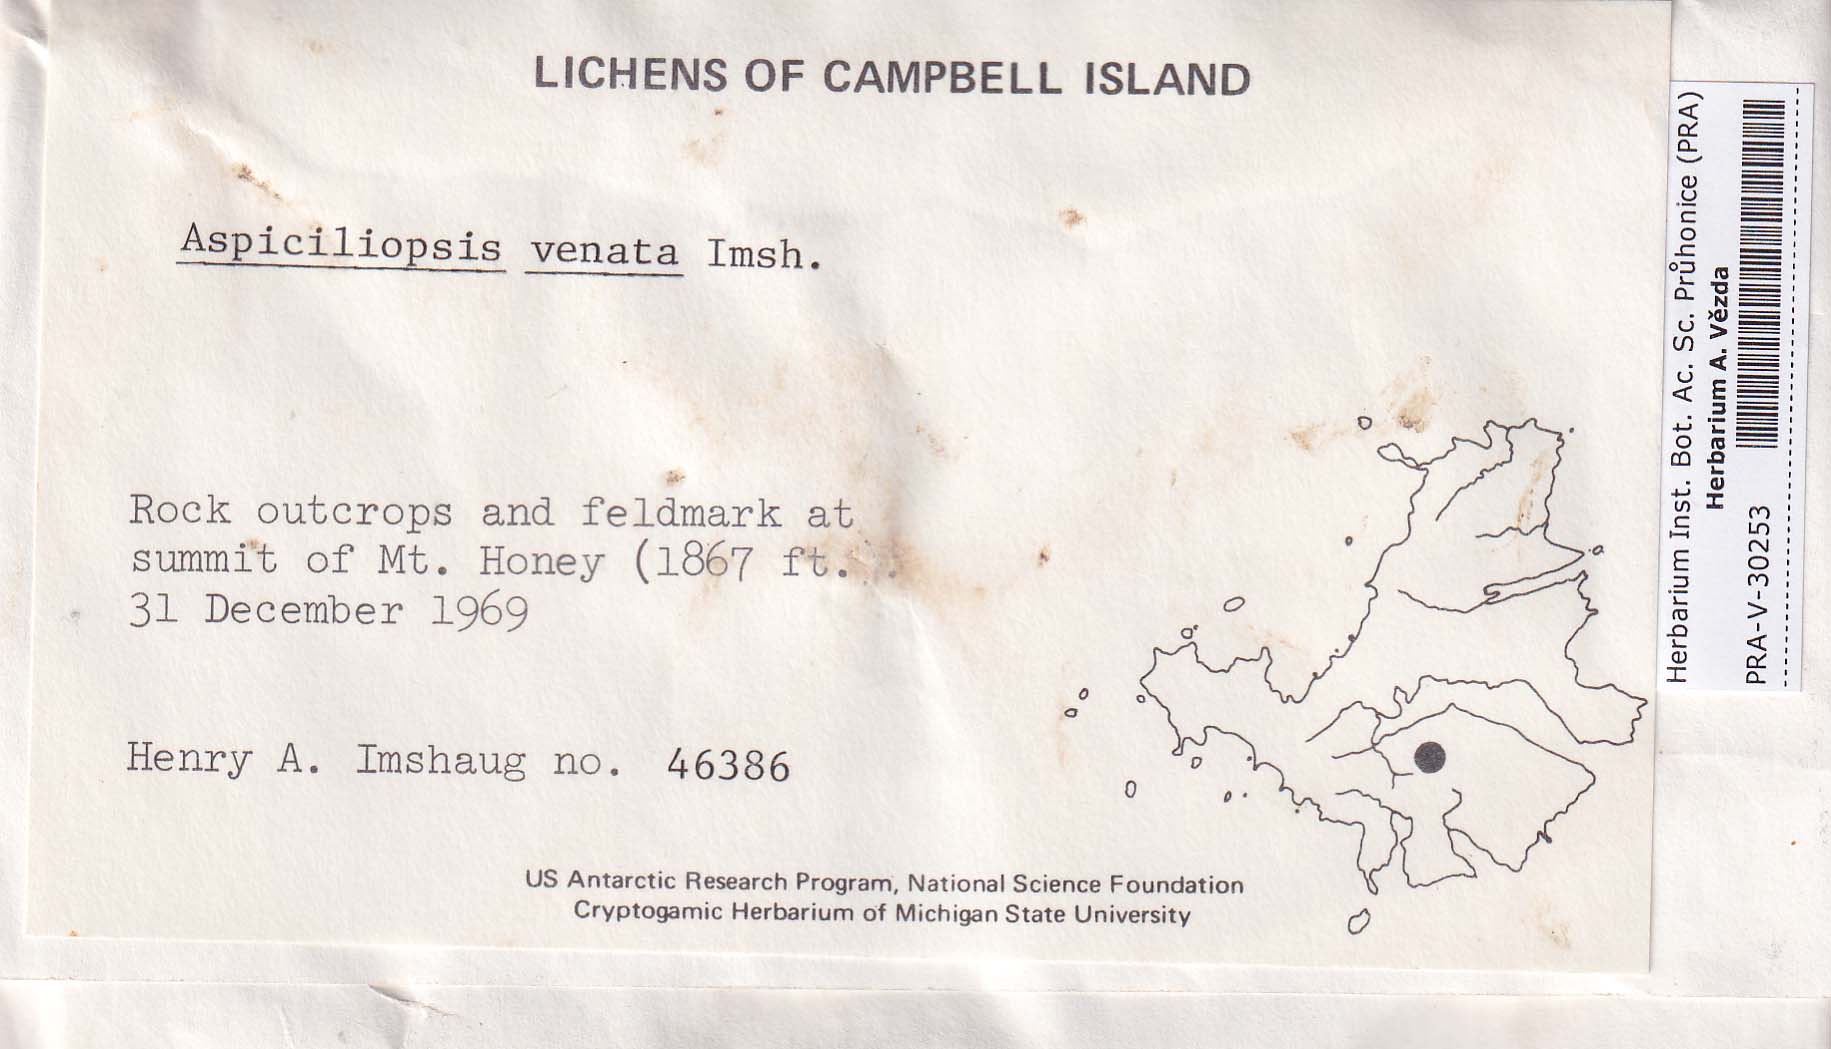 LICHENS OF CAMPBELL ISLAND
Aspiciliopsis venata Imsh.
Rock outcrops and feldmark at
summit of Mt. Honey (1867 ft.
31 December 1969
Henry A. Imshaug no. 46386
US Antarctic Research Program, National Science Foundation
Cryptogamic Herbarium of Michigan State University
Herbarium Inst. Bot. Ac. Sc. Průhonice (PRA)
Herbarium A. Vězda
PRA-V-30253